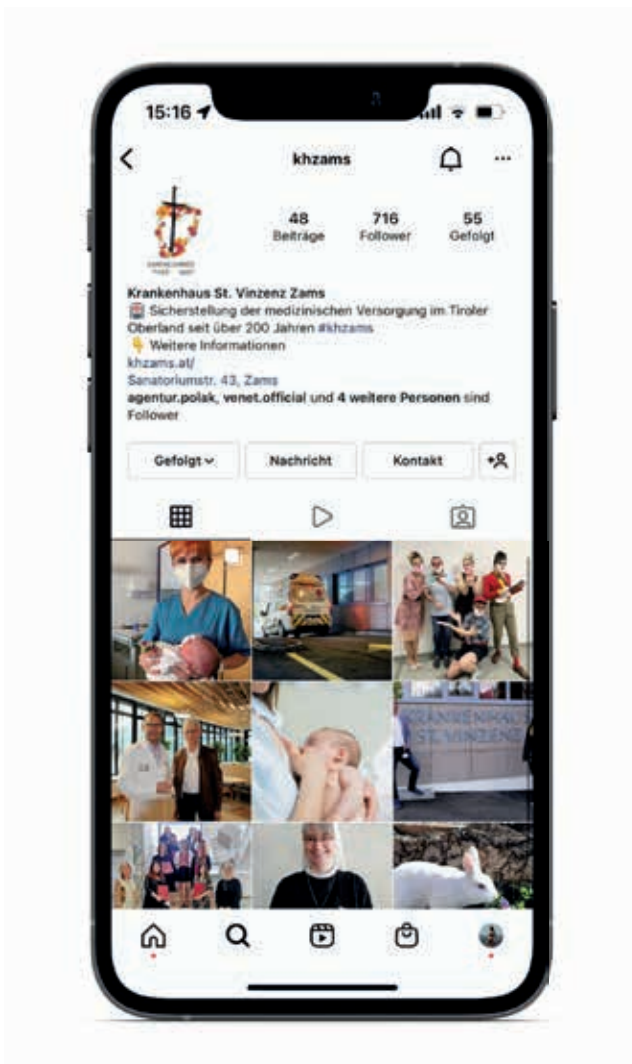 15:16
khzams
48 716 55
Beiträge Follower Gefolgt
Krankenhaus St. Vinzenz Zams
Sicherstellung der medizinischen Versorgung im Tiroler
Oberland seit über 200 Jahren #khzams
Weitere Informationen
khzams.at/
Sanatoriumstr. 43, Zams
agentur.polak, venet.official und 4 weitere Personen sind
Follower
Gefolgt Nachricht Kontakt
KRANKENHAUS
ST. VINZENZ